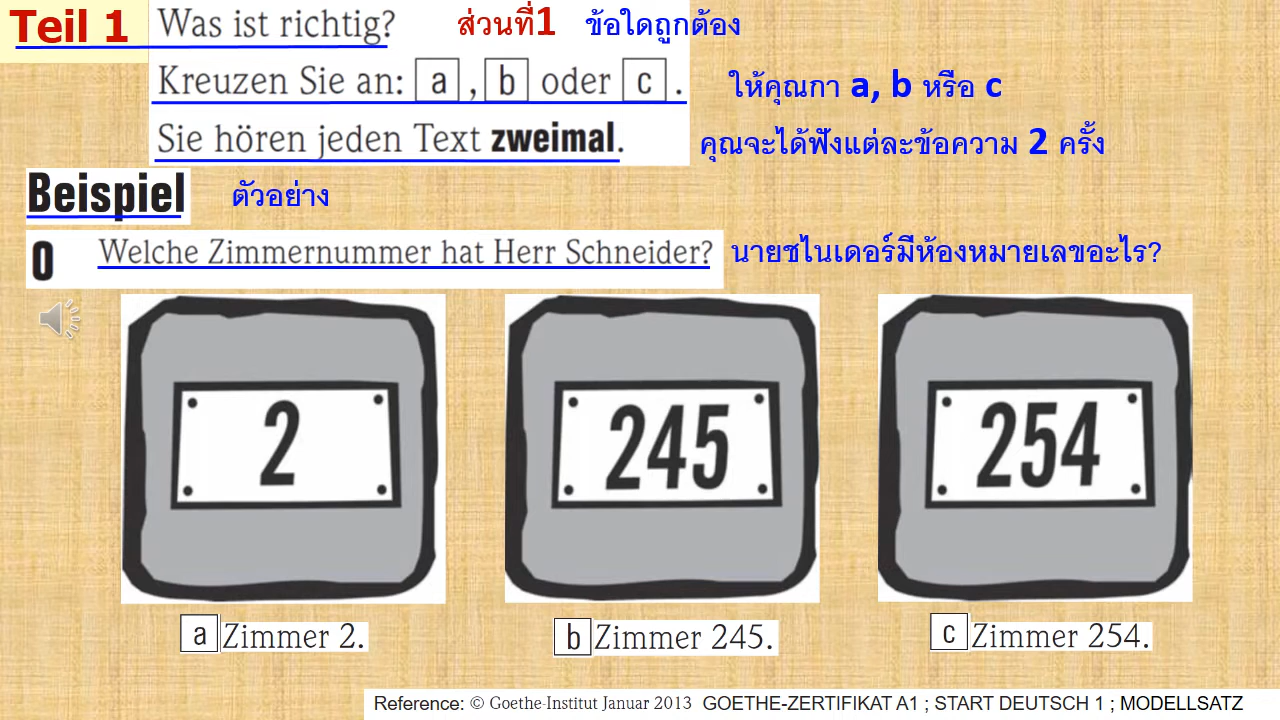 Teil 1 Was ist richtig? ส่วนที่1 ข้อใดถูกต้อง
Kreuzen Sie an: a , b oder c . ให้คุณกา a, b หรือ c
Sie hören jeden Text zweimal. คุณจะได้ฟังแต่ละข้อความ 2 ครั้ง
Beispiel ตัวอย่าง
0 Welche Zimmernummer hat Herr Schneider? นายชไนเดอร์มีห้องหมายเลขอะไร?
2 245 254
a Zimmer 2. b Zimmer 245. c Zimmer 254.
Reference: © Goethe-Institut Januar 2013 GOETHE-ZERTIFIKAT A1 ; START DEUTSCH 1 ; MODELLSATZ